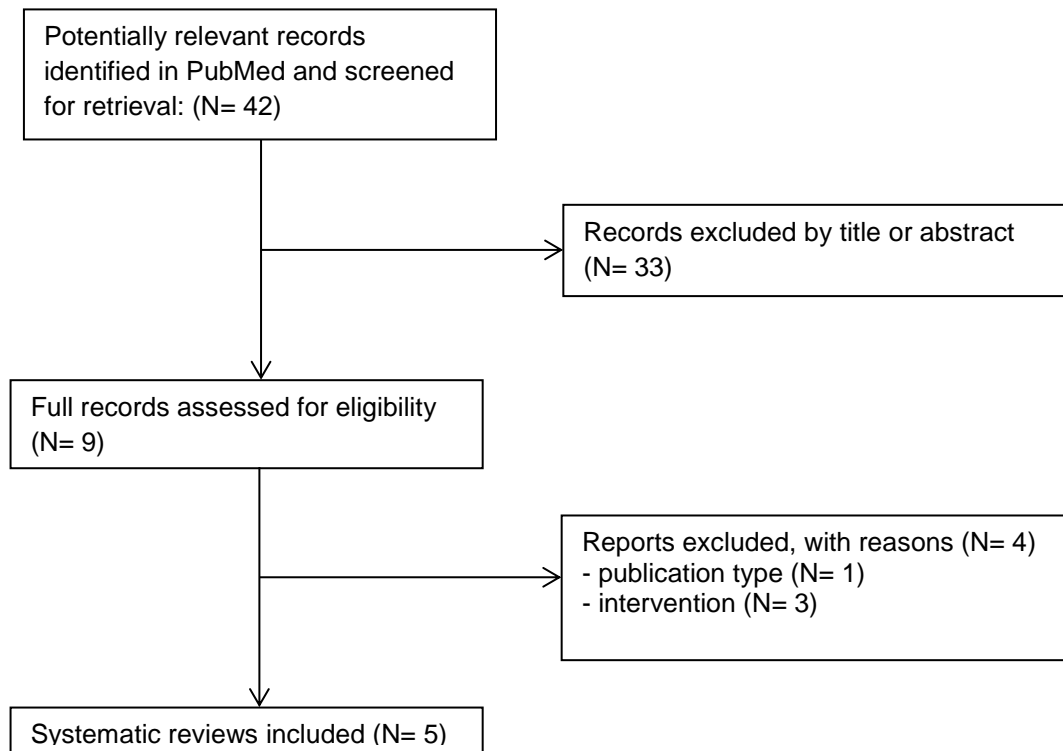 Potentially relevant records
identified in PubMed and screened
for retrieval: (N= 42)
Records excluded by title or abstract
(N= 33)
Full records assessed for eligibility
(N= 9)
Reports excluded, with reasons (N= 4)
- publication type (N= 1)
- intervention (N= 3)
Systematic reviews included (N= 5)